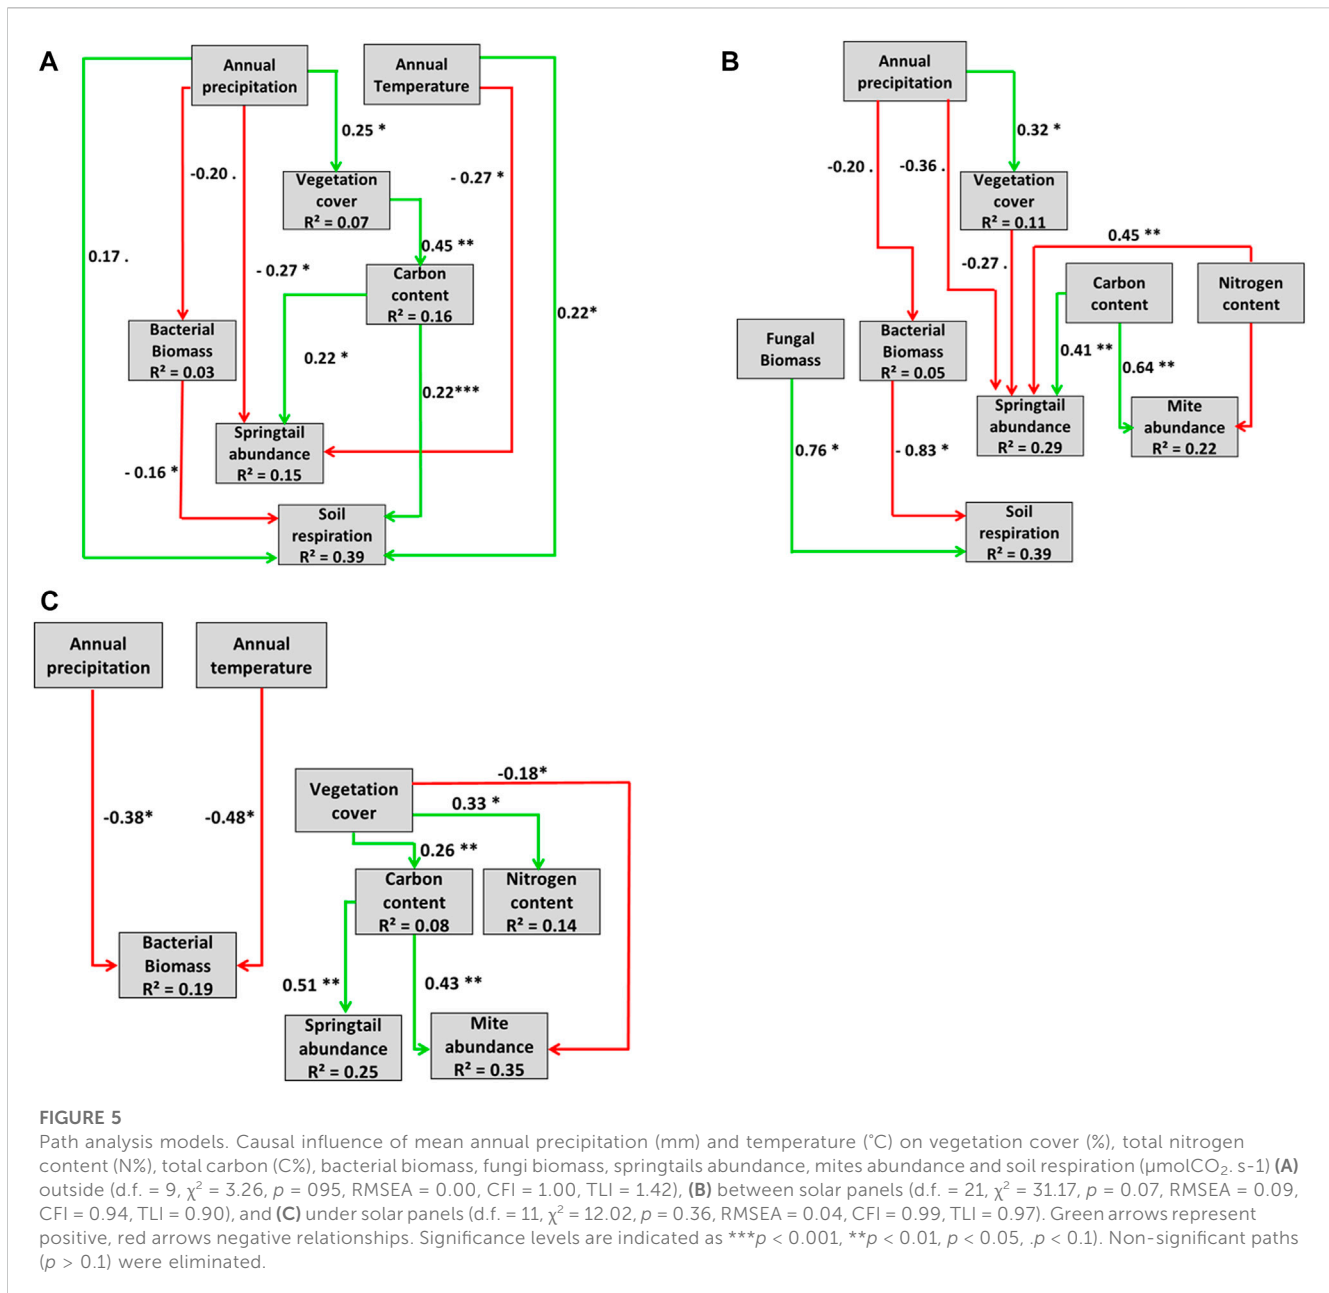 A
Annual
precipitation
Annual
Temperature
0.25 *
-0.20 .
- 0.27 *
Vegetation
cover
R² = 0.07
0.45 **
0.17 .
- 0.27 *
Carbon
content
R² = 0.16
0.22*
Bacterial
Biomass
R² = 0.03
0.22 *
0.22***
Springtail
abundance
R² = 0.15
- 0.16 *
Soil
respiration
R² = 0.39
B
Annual
precipitation
0.32 *
-0.20 .
-0.36 .
Vegetation
cover
R² = 0.11
0.45 **
-0.27 .
Carbon
content
Nitrogen
content
Fungal
Biomass
Bacterial
Biomass
R² = 0.05
0.41 **
0.64 **
Springtail
abundance
R² = 0.29
Mite
abundance
R² = 0.22
0.76 *
- 0.83 *
Soil
respiration
R² = 0.39
C
Annual
precipitation
Annual
temperature
-0.38*
-0.48*
Vegetation
cover
-0.18*
0.33 *
0.26 **
Carbon
content
R² = 0.08
Nitrogen
content
R² = 0.14
Bacterial
Biomass
R² = 0.19
0.51 **
0.43 **
Springtail
abundance
R² = 0.25
Mite
abundance
R² = 0.35
FIGURE 5
Path analysis models. Causal influence of mean annual precipitation (mm) and temperature (°C) on vegetation cover (%), total nitrogen
content (N%), total carbon (C%), bacterial biomass, fungi biomass, springtails abundance, mites abundance and soil respiration (µmolCO₂. s-1) (A)
outside (d.f. = 9, χ² = 3.26, p = 095, RMSEA = 0.00, CFI = 1.00, TLI = 1.42), (B) between solar panels (d.f. = 21, χ² = 31.17, p = 0.07, RMSEA = 0.09,
CFI = 0.94, TLI = 0.90), and (C) under solar panels (d.f. = 11, χ² = 12.02, p = 0.36, RMSEA = 0.04, CFI = 0.99, TLI = 0.97). Green arrows represent
positive, red arrows negative relationships. Significance levels are indicated as ***p < 0.001, **p < 0.01, p < 0.05, .p < 0.1). Non-significant paths
(p > 0.1) were eliminated.